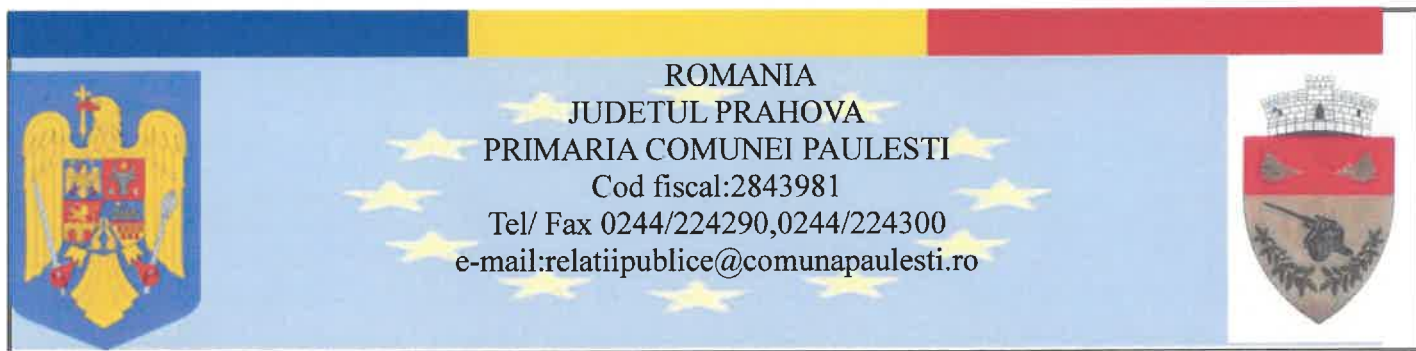 ROMANIA
JUDETUL PRAHOVA
PRIMARIA COMUNEI PAULESTI
Cod fiscal:2843981
Tel/ Fax 0244/224290,0244/224300
e-mail:relatiipublice@comunapaulesti.ro